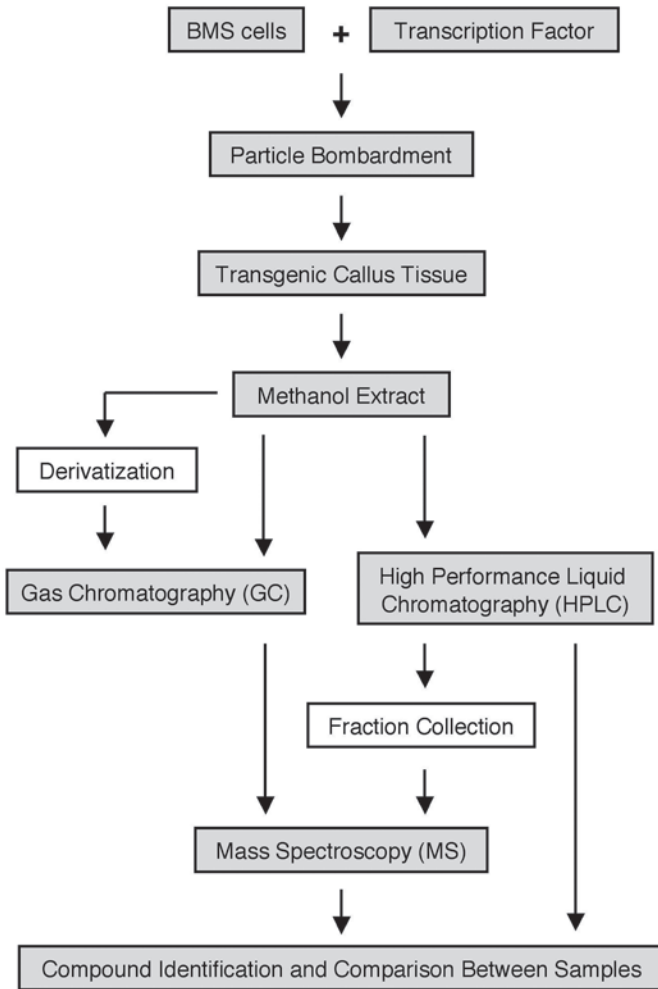 BMS cells + Transcription Factor
Particle Bombardment
Transgenic Callus Tissue
Methanol Extract
Derivatization
Gas Chromatography (GC)
High Performance Liquid
Chromatography (HPLC)
Fraction Collection
Mass Spectroscopy (MS)
Compound Identification and Comparison Between Samples